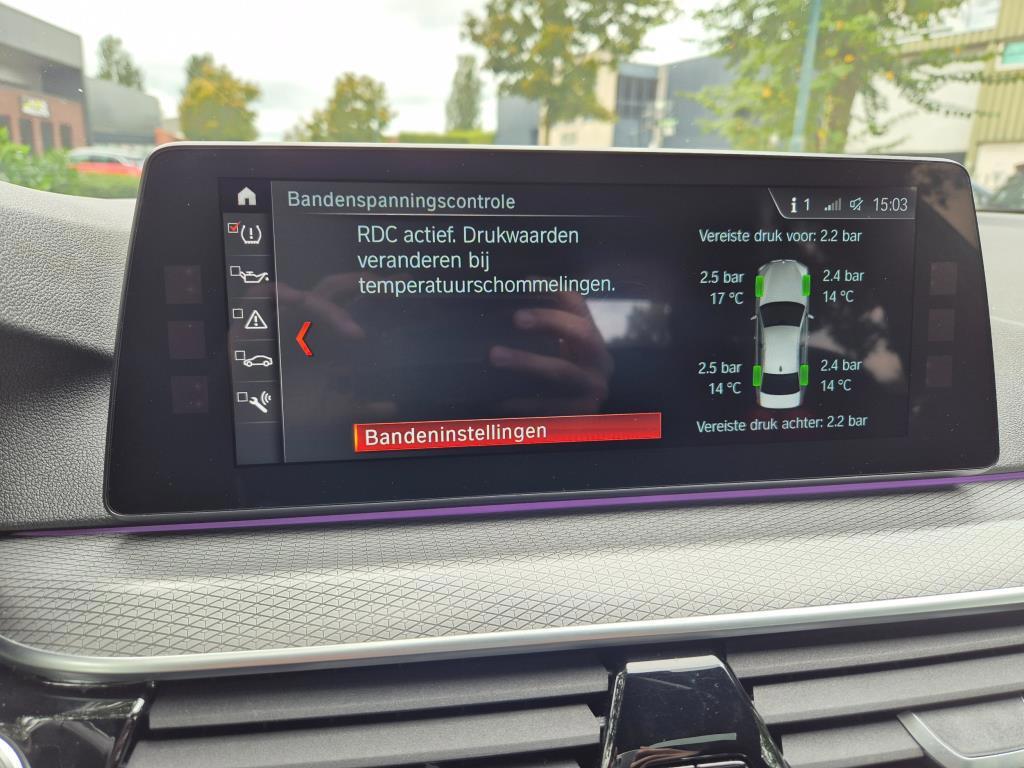 Bandenspanningscontrole
1 15:03
RDC actief. Drukwaarden
veranderen bij
temperatuurschommelingen.
Bandeninstellingen
Vereiste druk voor: 2.2 bar
2.5 bar 2.4 bar
17 °C 14 °C
2.5 bar 2.4 bar
14 °C 14 °C
Vereiste druk achter: 2.2 bar